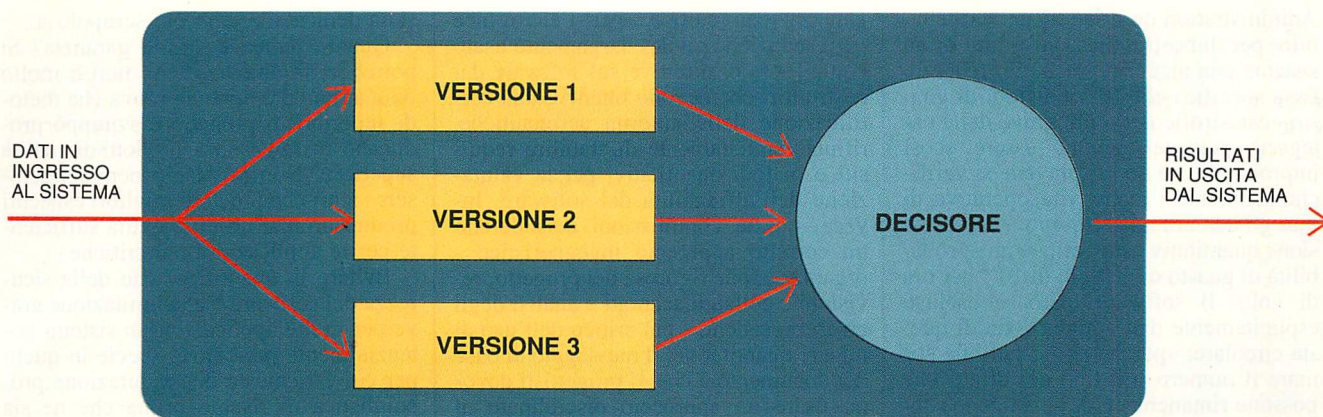 DATI IN
INGRESSO
AL SISTEMA
VERSIONE 1
VERSIONE 2
VERSIONE 3
DECISORE
RISULTATI
IN USCITA
DAL SISTEMA